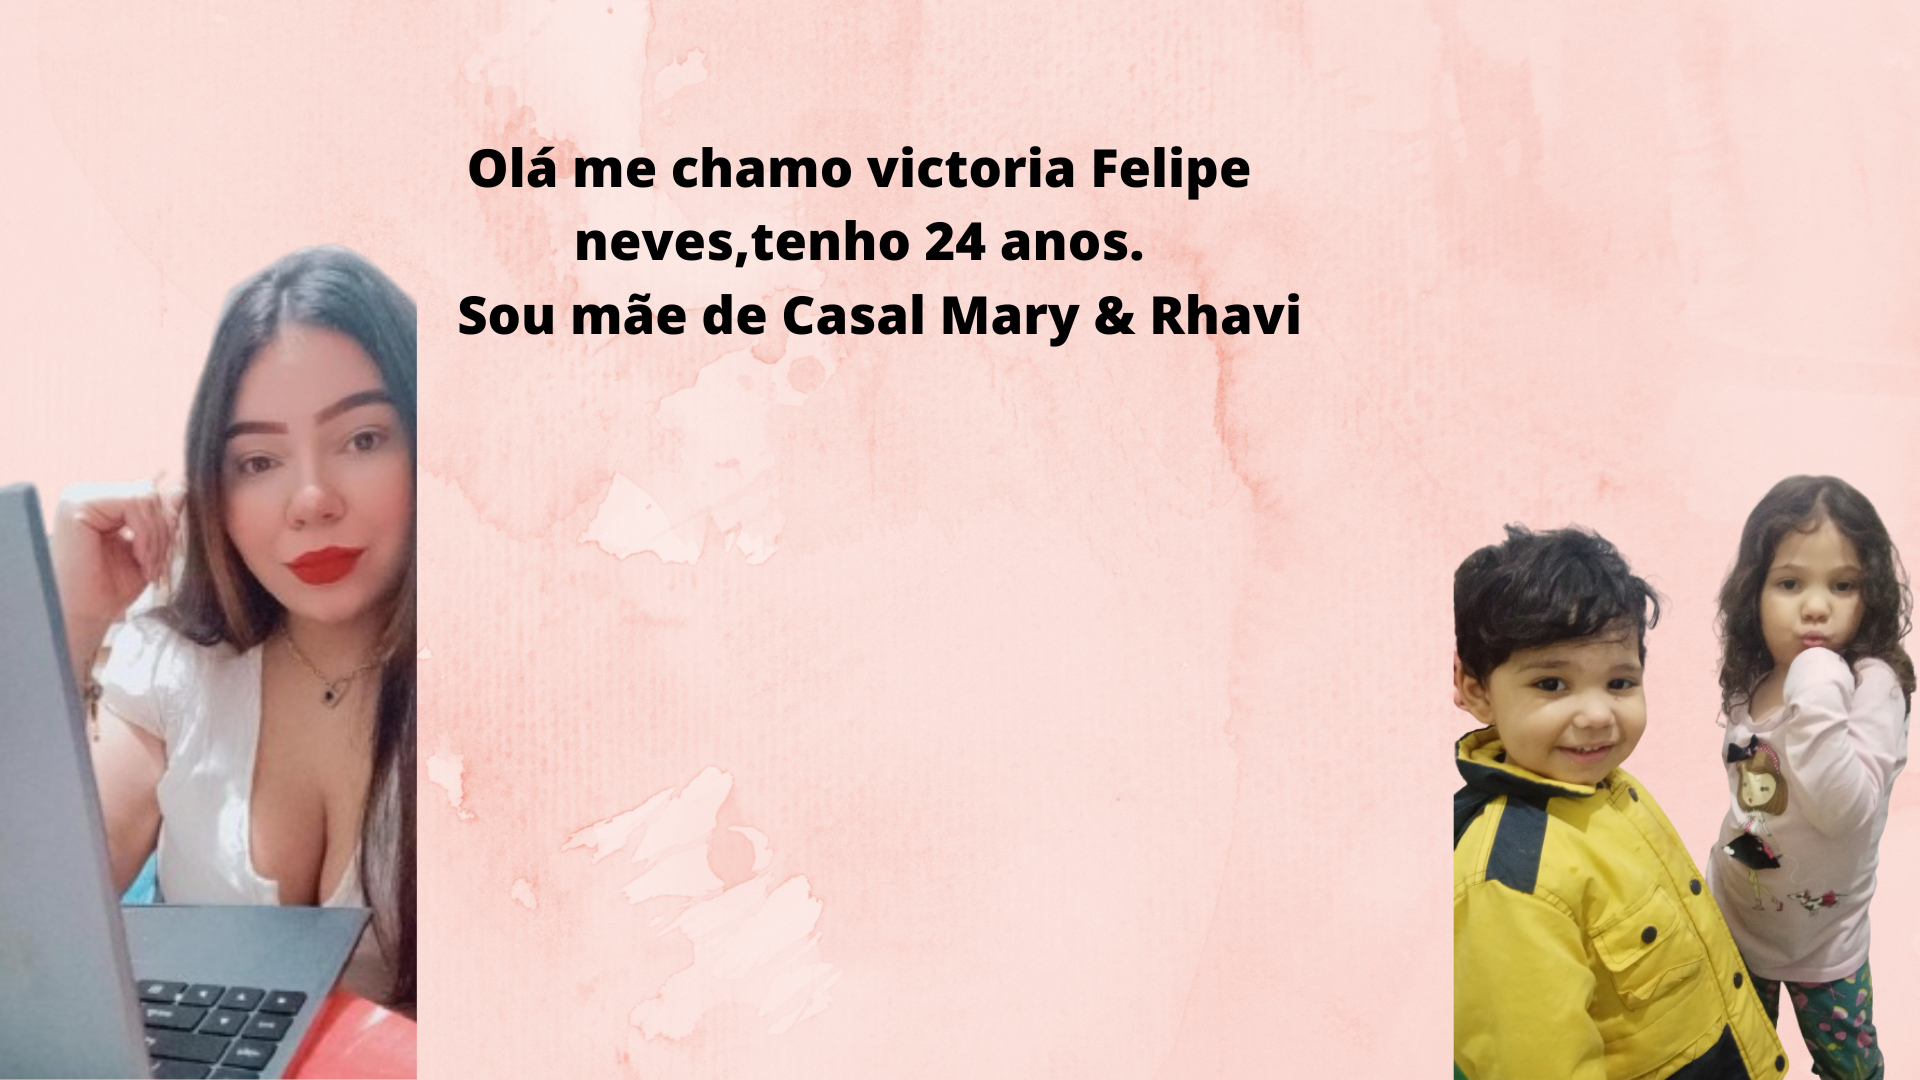 Olá me chamo victoria Felipe
neves,tenho 24 anos.
Sou mãe de Casal Mary & Rhavi